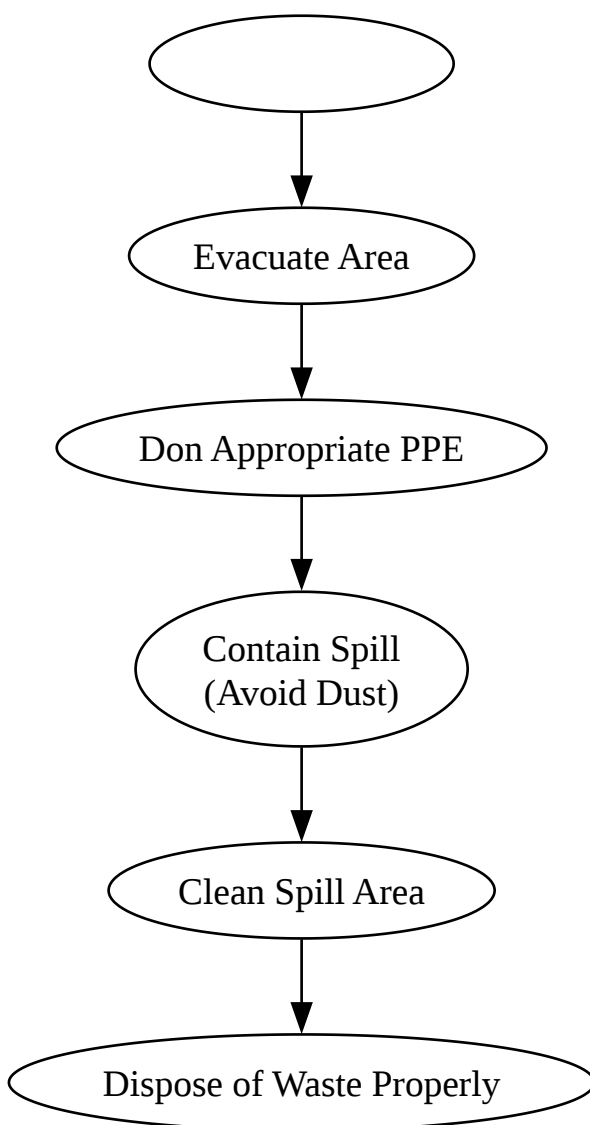 Evacuate Area
Don Appropriate PPE
Contain Spill
(Avoid Dust)
Clean Spill Area
Dispose of Waste Properly